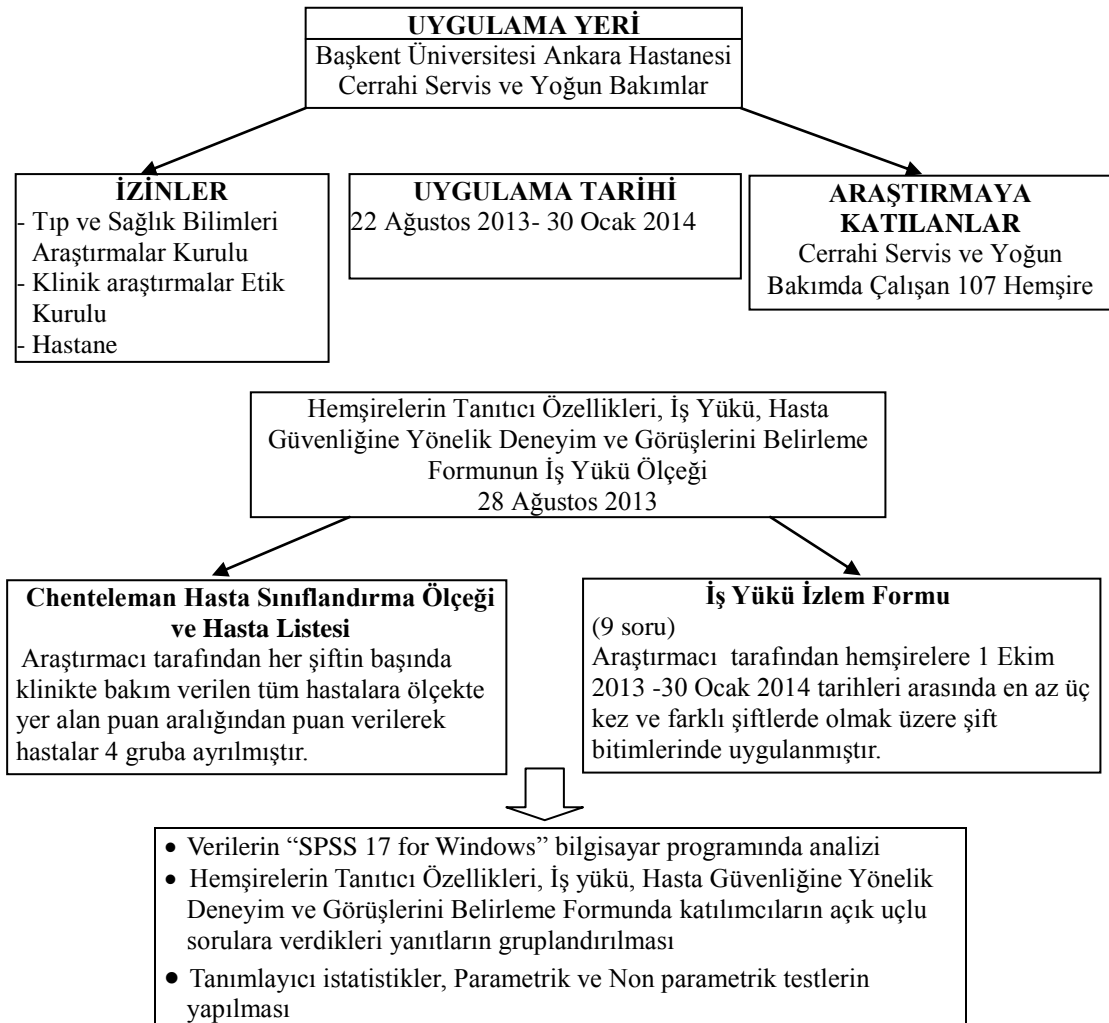 UYGULAMA YERİ
Başkent Üniversitesi Ankara Hastanesi
Cerrahi Servis ve Yoğun Bakımlar
İZİNLER
- Tıp ve Sağlık Bilimleri
Araştırmalar Kurulu
- Klinik araştırmalar Etik
Kurulu
- Hastane
UYGULAMA TARİHİ
22 Ağustos 2013- 30 Ocak 2014
ARAŞTIRMAYA
KATILANLAR
Cerrahi Servis ve Yoğun
Bakımda Çalışan 107 Hemşire
Hemşirelerin Tanıtıcı Özellikleri, İş Yükü, Hasta
Güvenliğine Yönelik Deneyim ve Görüşlerini Belirleme
Formunun İş Yükü Ölçeği
28 Ağustos 2013
Chenteleman Hasta Sınıflandırma Ölçeği
ve Hasta Listesi
Araştırmacı tarafından her şiftin başında
klinikte bakım verilen tüm hastalara ölçekte
yer alan puan aralığından puan verilerek
hastalar 4 gruba ayrılmıştır.
İş Yükü İzlem Formu
(9 soru)
Araştırmacı tarafından hemşirelere 1 Ekim
2013 -30 Ocak 2014 tarihleri arasında en az üç
kez ve farklı şiftlerde olmak üzere şift
bitimlerinde uygulanmıştır.
• Verilerin “SPSS 17 for Windows” bilgisayar programında analizi
• Hemşirelerin Tanıtıcı Özellikleri, İş yükü, Hasta Güvenliğine Yönelik
Deneyim ve Görüşlerini Belirleme Formunda katılımcıların açık uçlu
sorulara verdikleri yanıtların gruplandırılması
• Tanımlayıcı istatistikler, Parametrik ve Non parametrik testlerin
yapılması